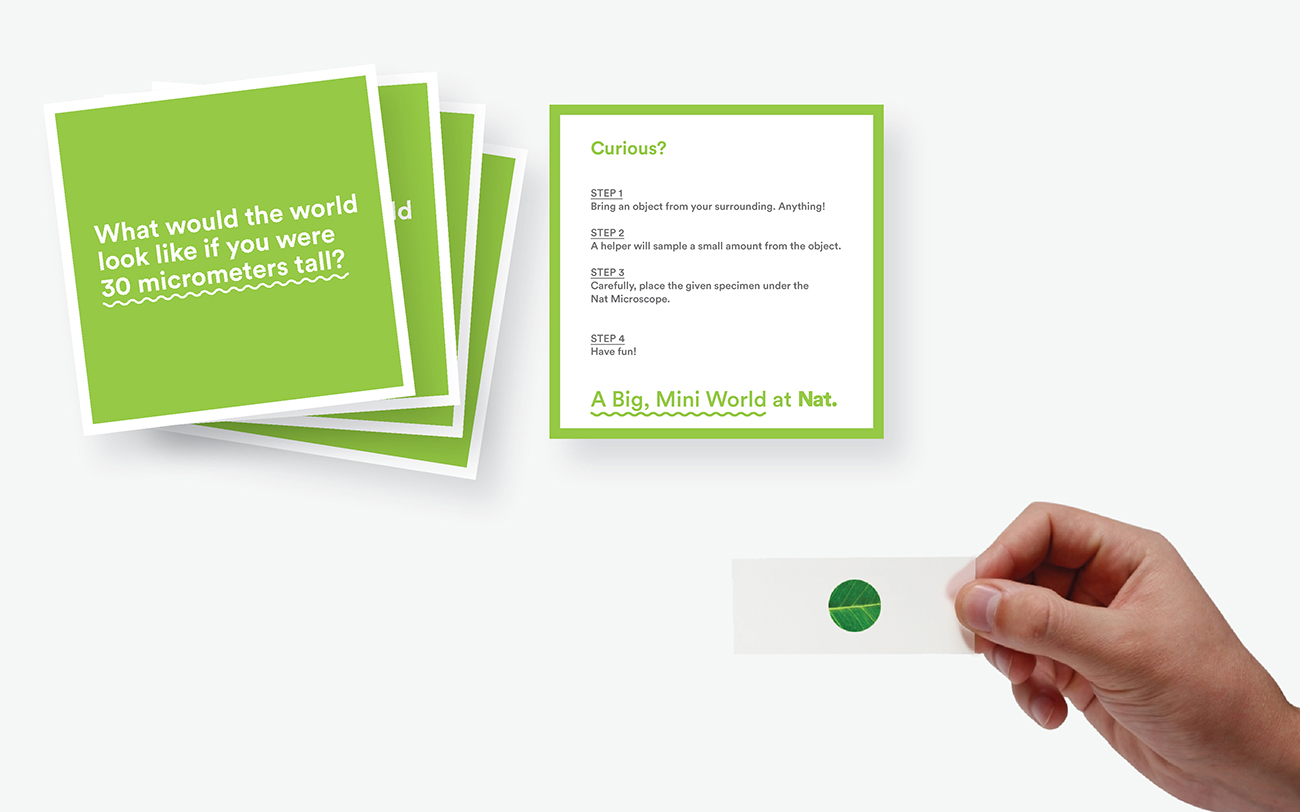 What would the world
look like if you were
30 micrometers tall?
ld
Curious?
STEP 1
Bring an object from your surrounding. Anything!
STEP 2
A helper will sample a small amount from the object.
STEP 3
Carefully, place the given specimen under the
Nat Microscope.
STEP 4
Have fun!
A Big, Mini World at Nat.